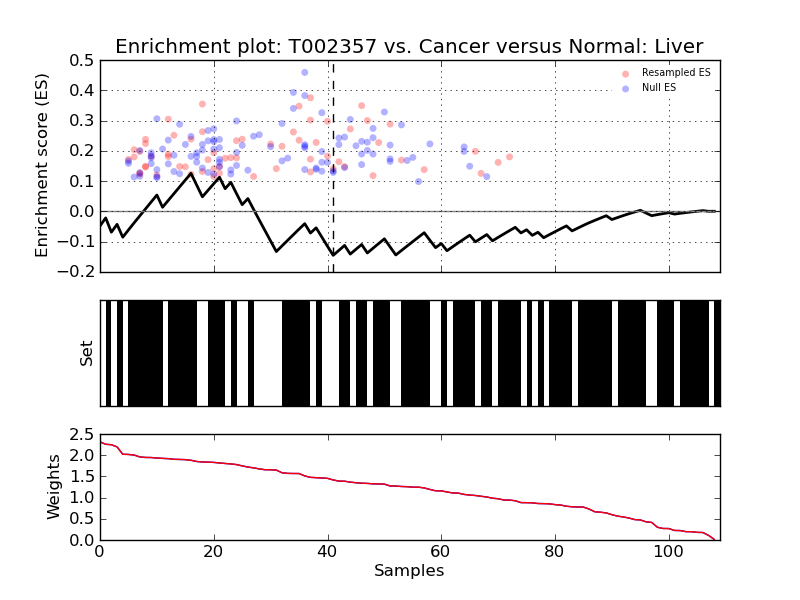 Enrichment plot: T002357 vs. Cancer versus Normal: Liver
Enrichment score (ES)
0.5
0.4
0.3
0.2
0.1
0.0
−0.1
−0.2
Resampled ES
Null ES
Set
Weights
2.5
2.0
1.5
1.0
0.5
0.0
0
20
40
60
80
100
Samples